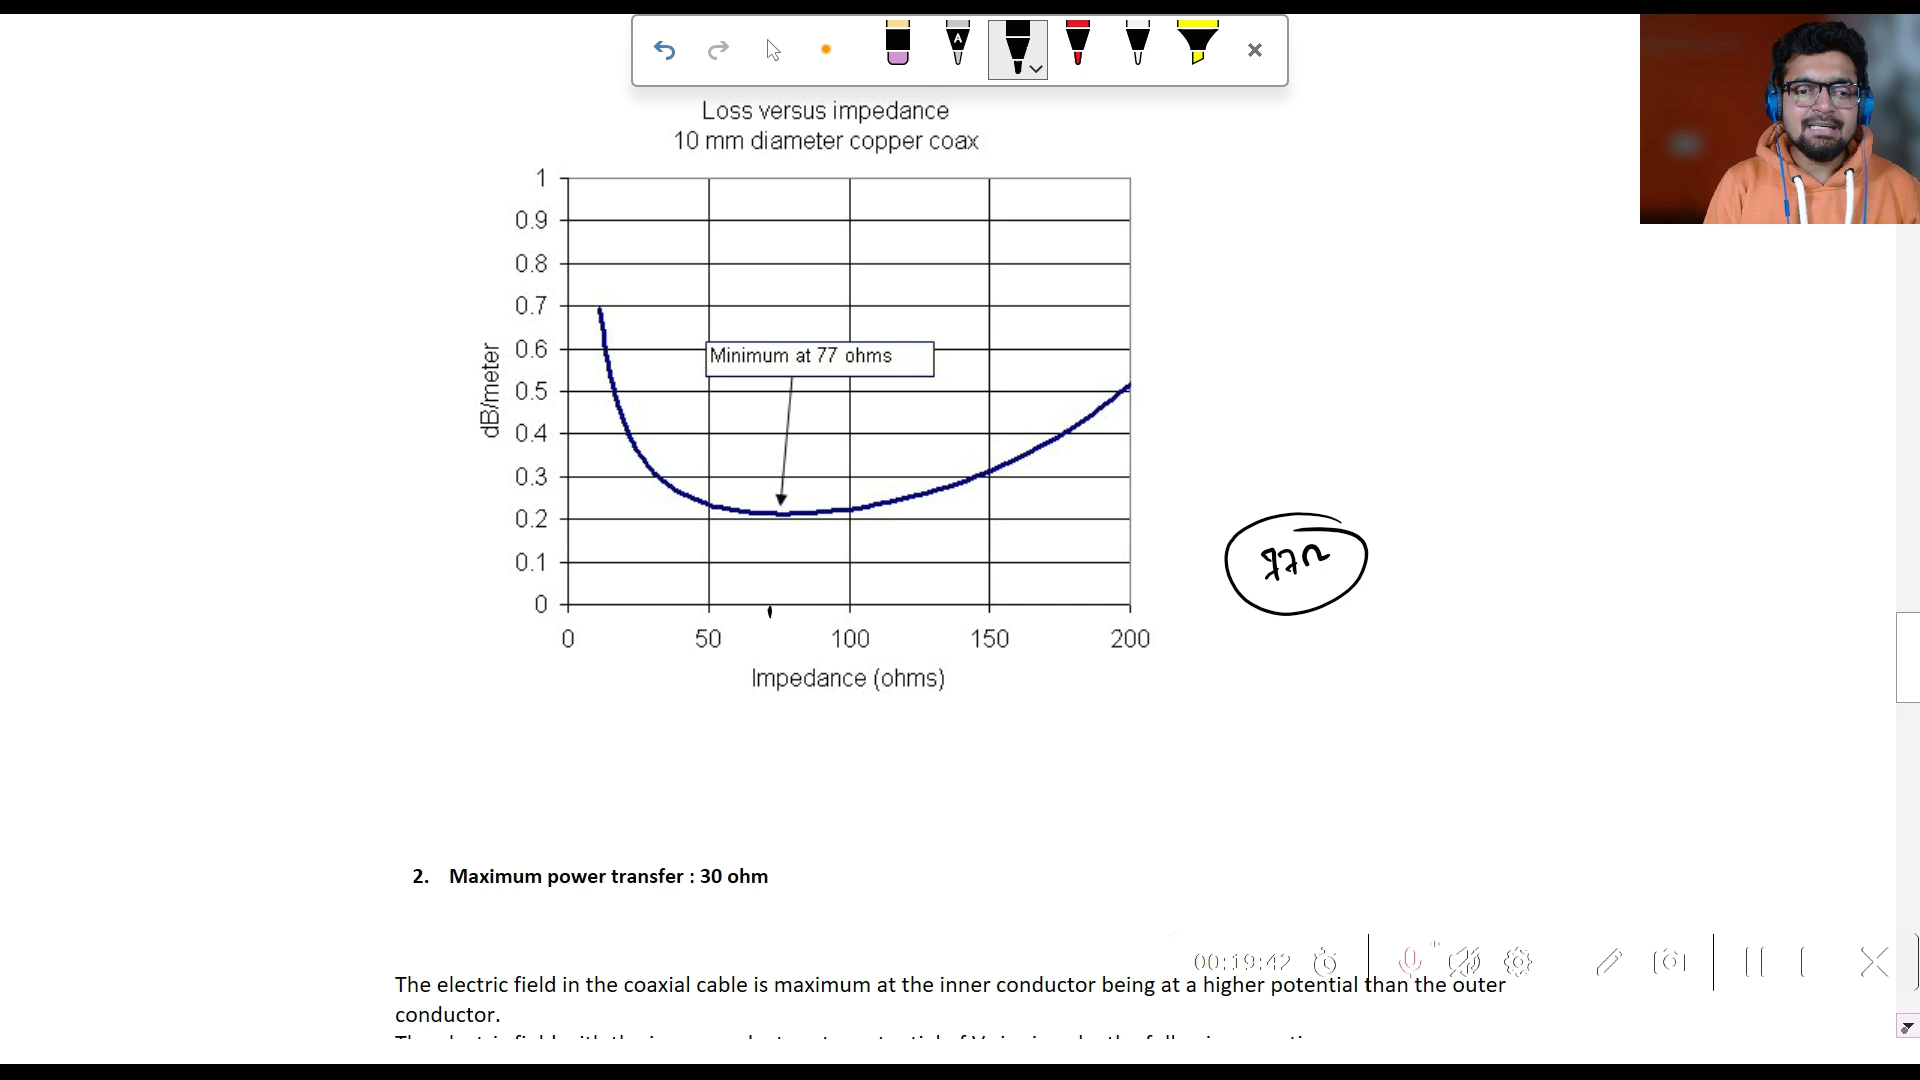 A
Loss versus impedance
10 mm diameter copper coax
1
0.9
0.8
0.7
0.6
0.5
0.4
0.3
0.2
0.1
0
dB/meter
Minimum at 77 ohms
77Ω
0 50 100 150 200
Impedance (ohms)
2. Maximum power transfer : 30 ohm
00:19:42
The electric field in the coaxial cable is maximum at the inner conductor being at a higher potential than the outer
conductor.